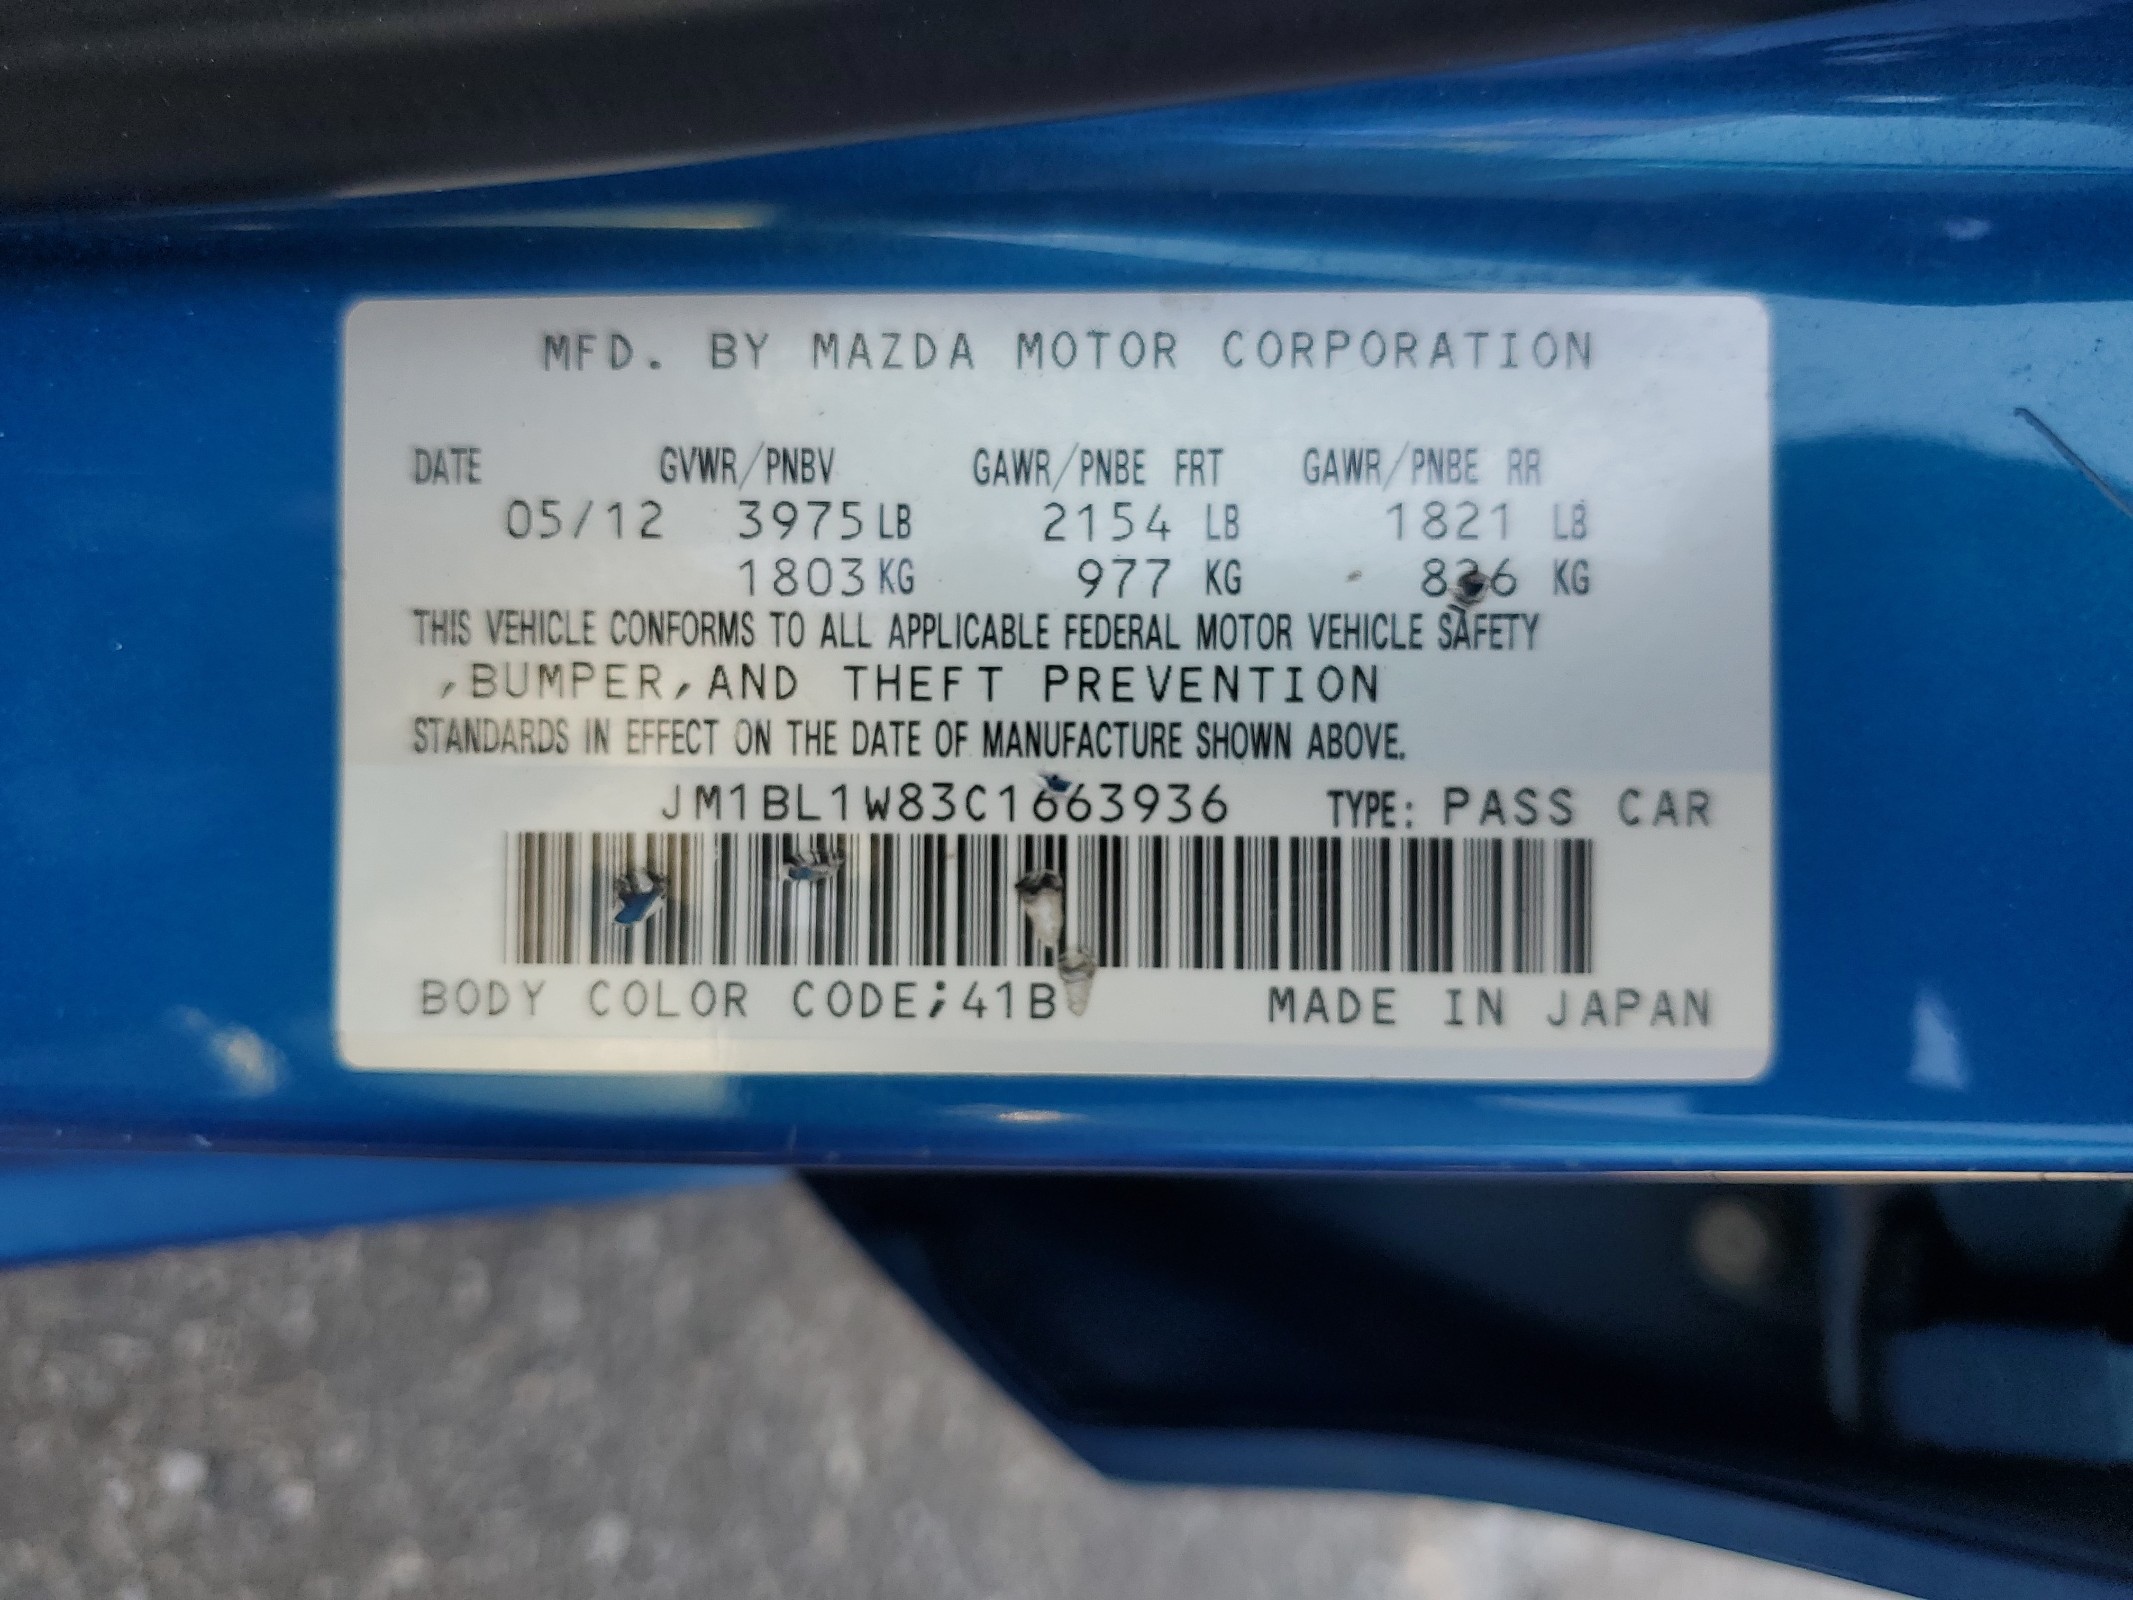 MFD. BY MAZDA MOTOR CORPORATION
DATE GVWR/PNBV GAWR/PNBE FRT GAWR/PNBE RR
05/12 3975 LB 2154 LB 1821 LB
1803 KG 977 KG 826 KG
THIS VEHICLE CONFORMS TO ALL APPLICABLE FEDERAL MOTOR VEHICLE SAFETY
,BUMPER,AND THEFT PREVENTION
STANDARDS IN EFFECT ON THE DATE OF MANUFACTURE SHOWN ABOVE.
JM1BL1W83C1663936 TYPE: PASS CAR
BODY COLOR CODE;41B MADE IN JAPAN